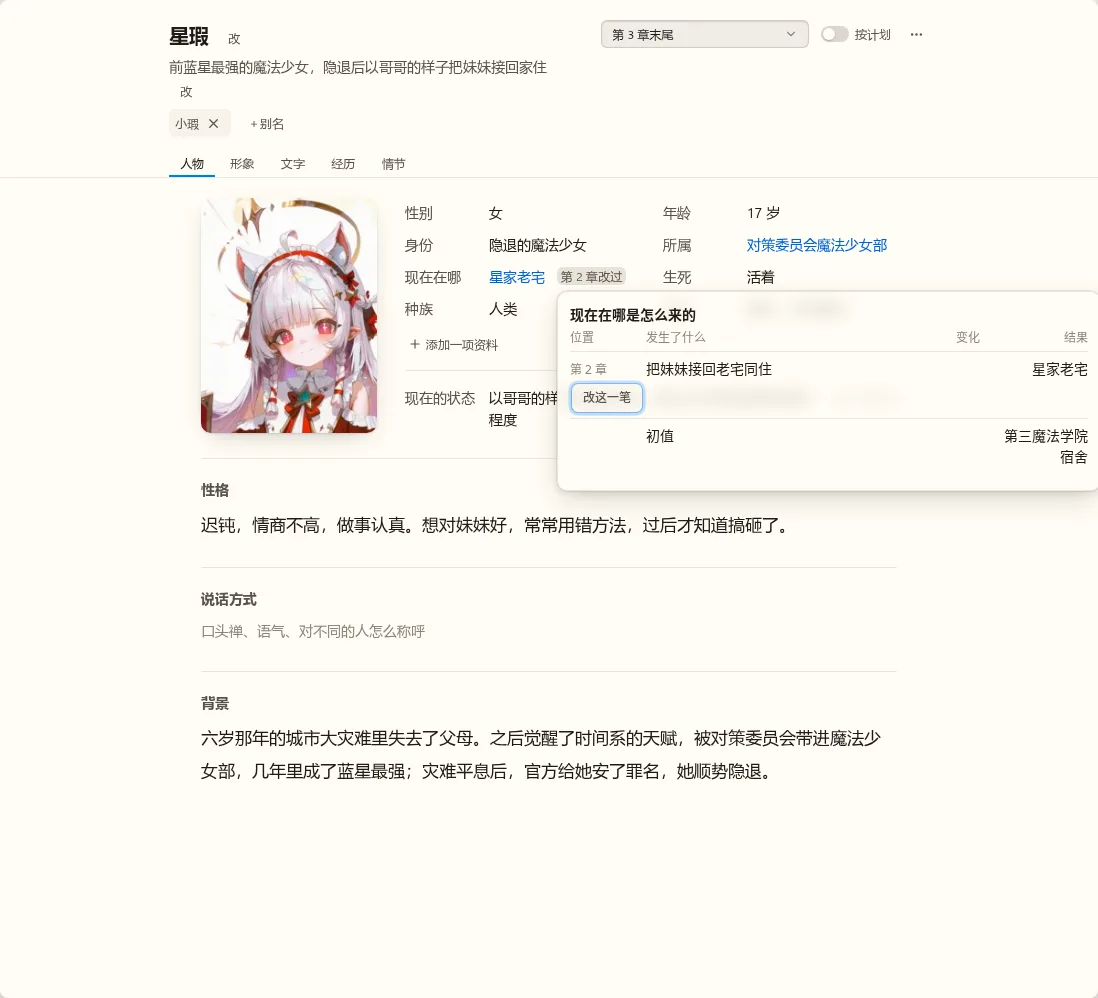 星瑕 改
第 3 章末尾 按计划
前蓝星最强的魔法少女，隐退后以哥哥的样子把妹妹接回家住
改
小瑕 +别名
人物 形象 文字 经历 情节
性别 女 年龄 17 岁
身份 隐退的魔法少女 所属 对策委员会魔法少女部
现在在哪 星家老宅 第 2 章改过 生死 活着
种族 人类
添加一项资料
现在的状态 以哥哥的样
程度
现在在哪是怎么来的
位置 发生了什么 变化 结果
第 2 章 把妹妹接回老宅同住 星家老宅
改这一笔
初值 第三魔法学院
宿舍
性格
迟钝，情商不高，做事认真。想对妹妹好，常常用错方法，过后才知道搞砸了。
说话方式
口头禅、语气、对不同的人怎么称呼
背景
六岁那年的城市大灾难里失去了父母。之后觉醒了时间系的天赋，被对策委员会带进魔法少
女部，几年里成了蓝星最强；灾难平息后，官方给她安了罪名，她顺势隐退。